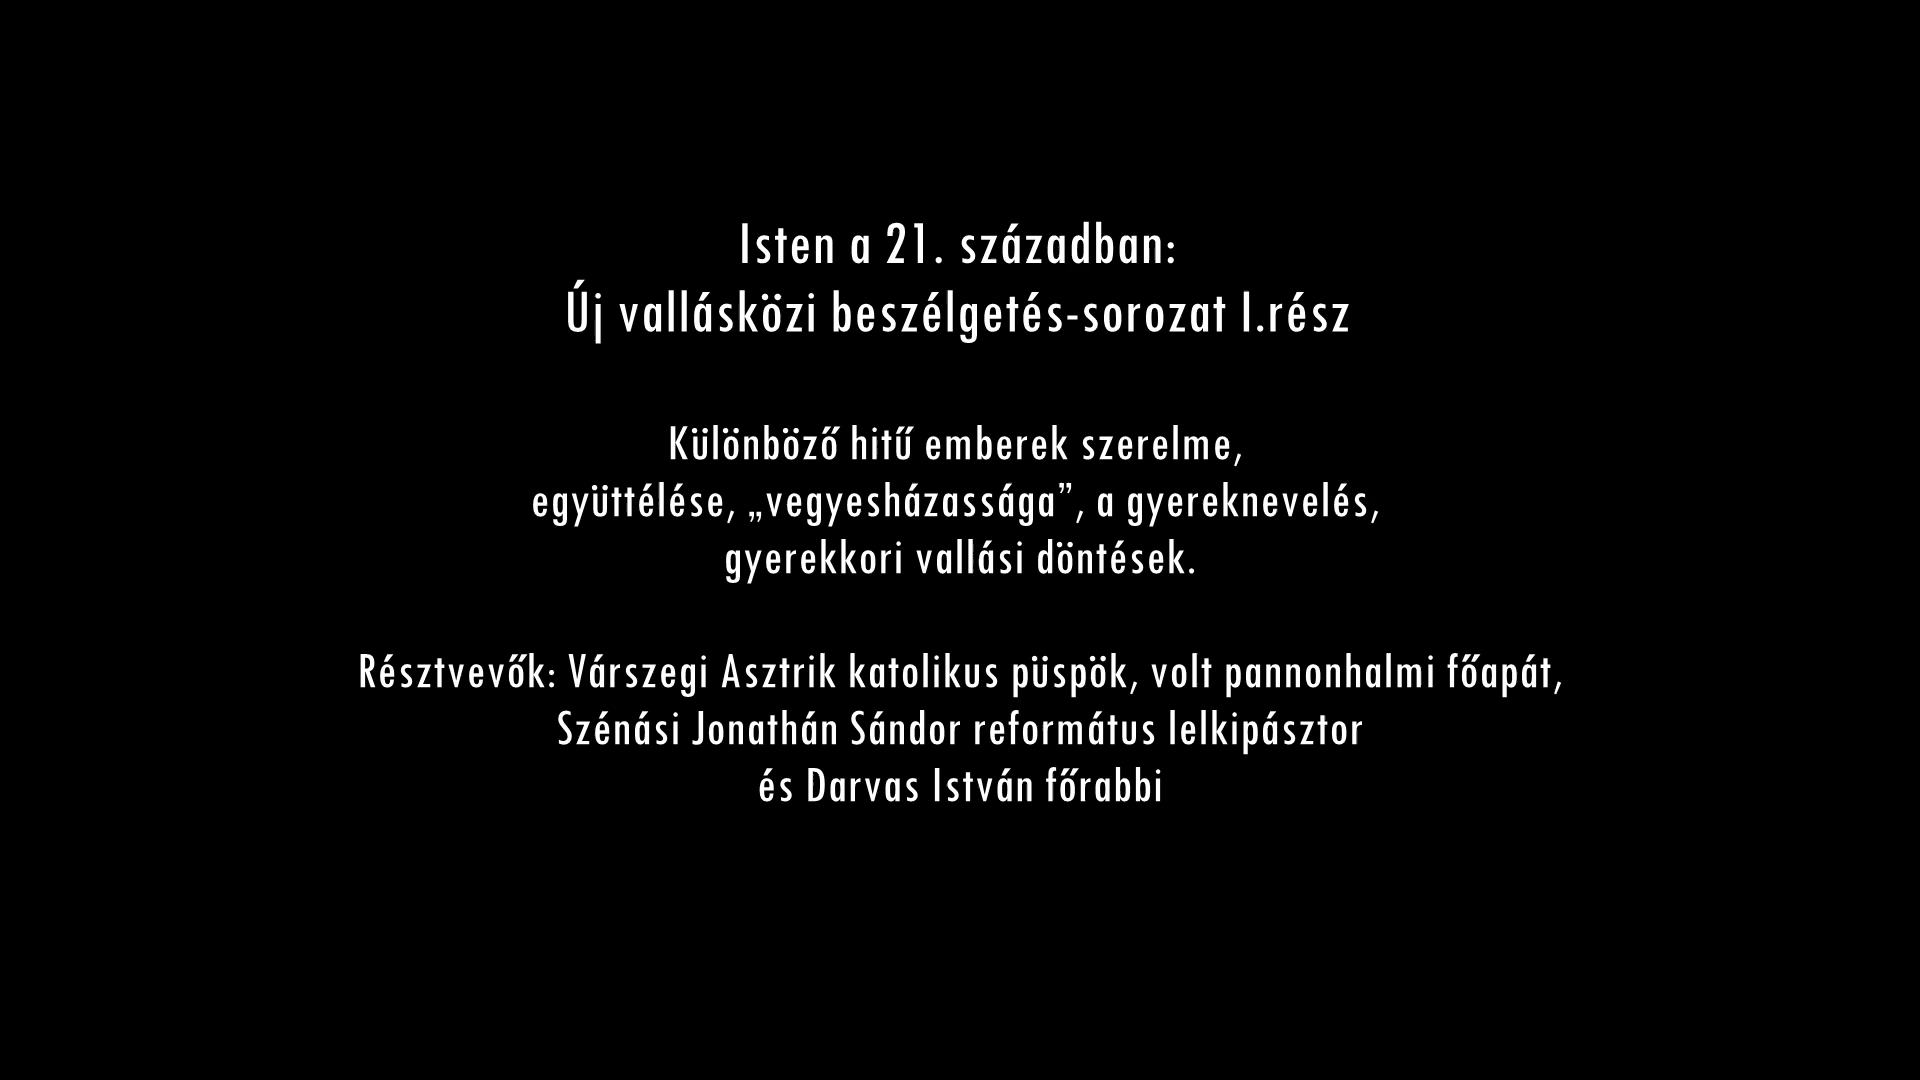 Isten a 21. században:
Új vallásközi beszélgetés-sorozat I.rész
Különböző hitű emberek szerelme,
együttélése, „vegyesházassága”, a gyereknevelés,
gyerekkori vallási döntések.
Résztvevők: Várszegi Asztrik katolikus püspök, volt pannonhalmi főapát,
Szénási Jonathán Sándor református lelkipásztor
és Darvas István főrabbi